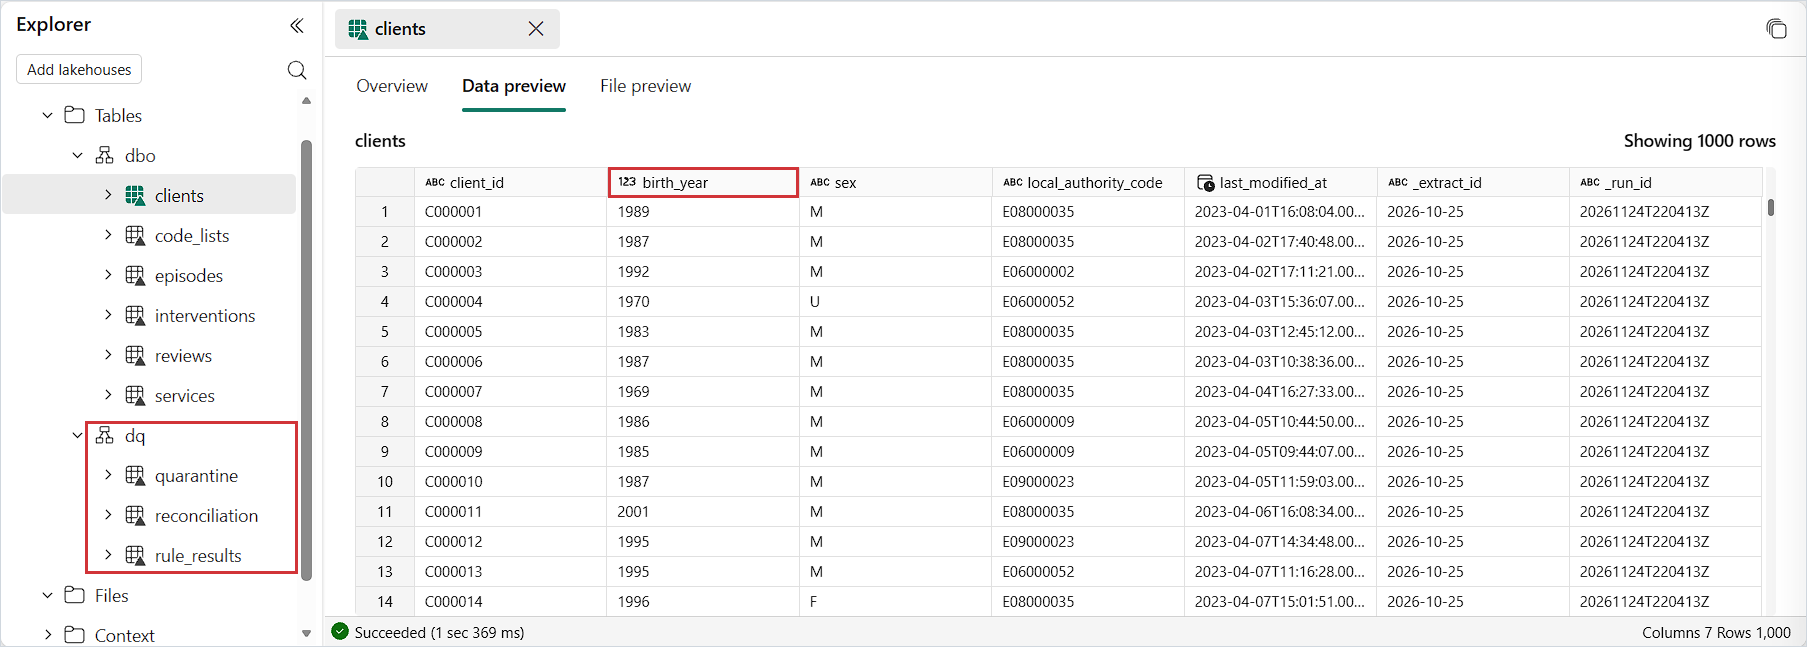 Explorer
Add lakehouses
Tables
dbo
clients
code_lists
episodes
interventions
reviews
services
dq
quarantine
reconciliation
rule_results
Files
Context
clients
Overview Data preview File preview
clients Showing 1000 rows
ABC client_id 123 birth_year ABC sex ABC local_authority_code last_modified_at ABC _extract_id ABC _run_id
1 C000001 1989 M E08000035 2023-04-01T16:08:04.00... 2026-10-25 20261124T220413Z
2 C000002 1987 M E08000035 2023-04-02T17:40:48.00... 2026-10-25 20261124T220413Z
3 C000003 1992 M E06000002 2023-04-02T17:11:21.00... 2026-10-25 20261124T220413Z
4 C000004 1970 U E06000052 2023-04-03T15:36:07.00... 2026-10-25 20261124T220413Z
5 C000005 1983 M E08000035 2023-04-03T12:45:12.00... 2026-10-25 20261124T220413Z
6 C000006 1987 M E08000035 2023-04-03T10:38:36.00... 2026-10-25 20261124T220413Z
7 C000007 1969 M E08000035 2023-04-04T16:27:33.00... 2026-10-25 20261124T220413Z
8 C000008 1986 M E06000009 2023-04-05T10:44:50.00... 2026-10-25 20261124T220413Z
9 C000009 1985 M E06000009 2023-04-05T09:44:07.00... 2026-10-25 20261124T220413Z
10 C000010 1987 M E09000023 2023-04-05T11:59:03.00... 2026-10-25 20261124T220413Z
11 C000011 2001 M E08000035 2023-04-06T16:08:34.00... 2026-10-25 20261124T220413Z
12 C000012 1995 M E09000023 2023-04-07T14:34:48.00... 2026-10-25 20261124T220413Z
13 C000013 1995 M E06000052 2023-04-07T11:16:28.00... 2026-10-25 20261124T220413Z
14 C000014 1996 F E08000035 2023-04-07T15:01:51.00... 2026-10-25 20261124T220413Z
Succeeded (1 sec 369 ms) Columns 7 Rows 1,000